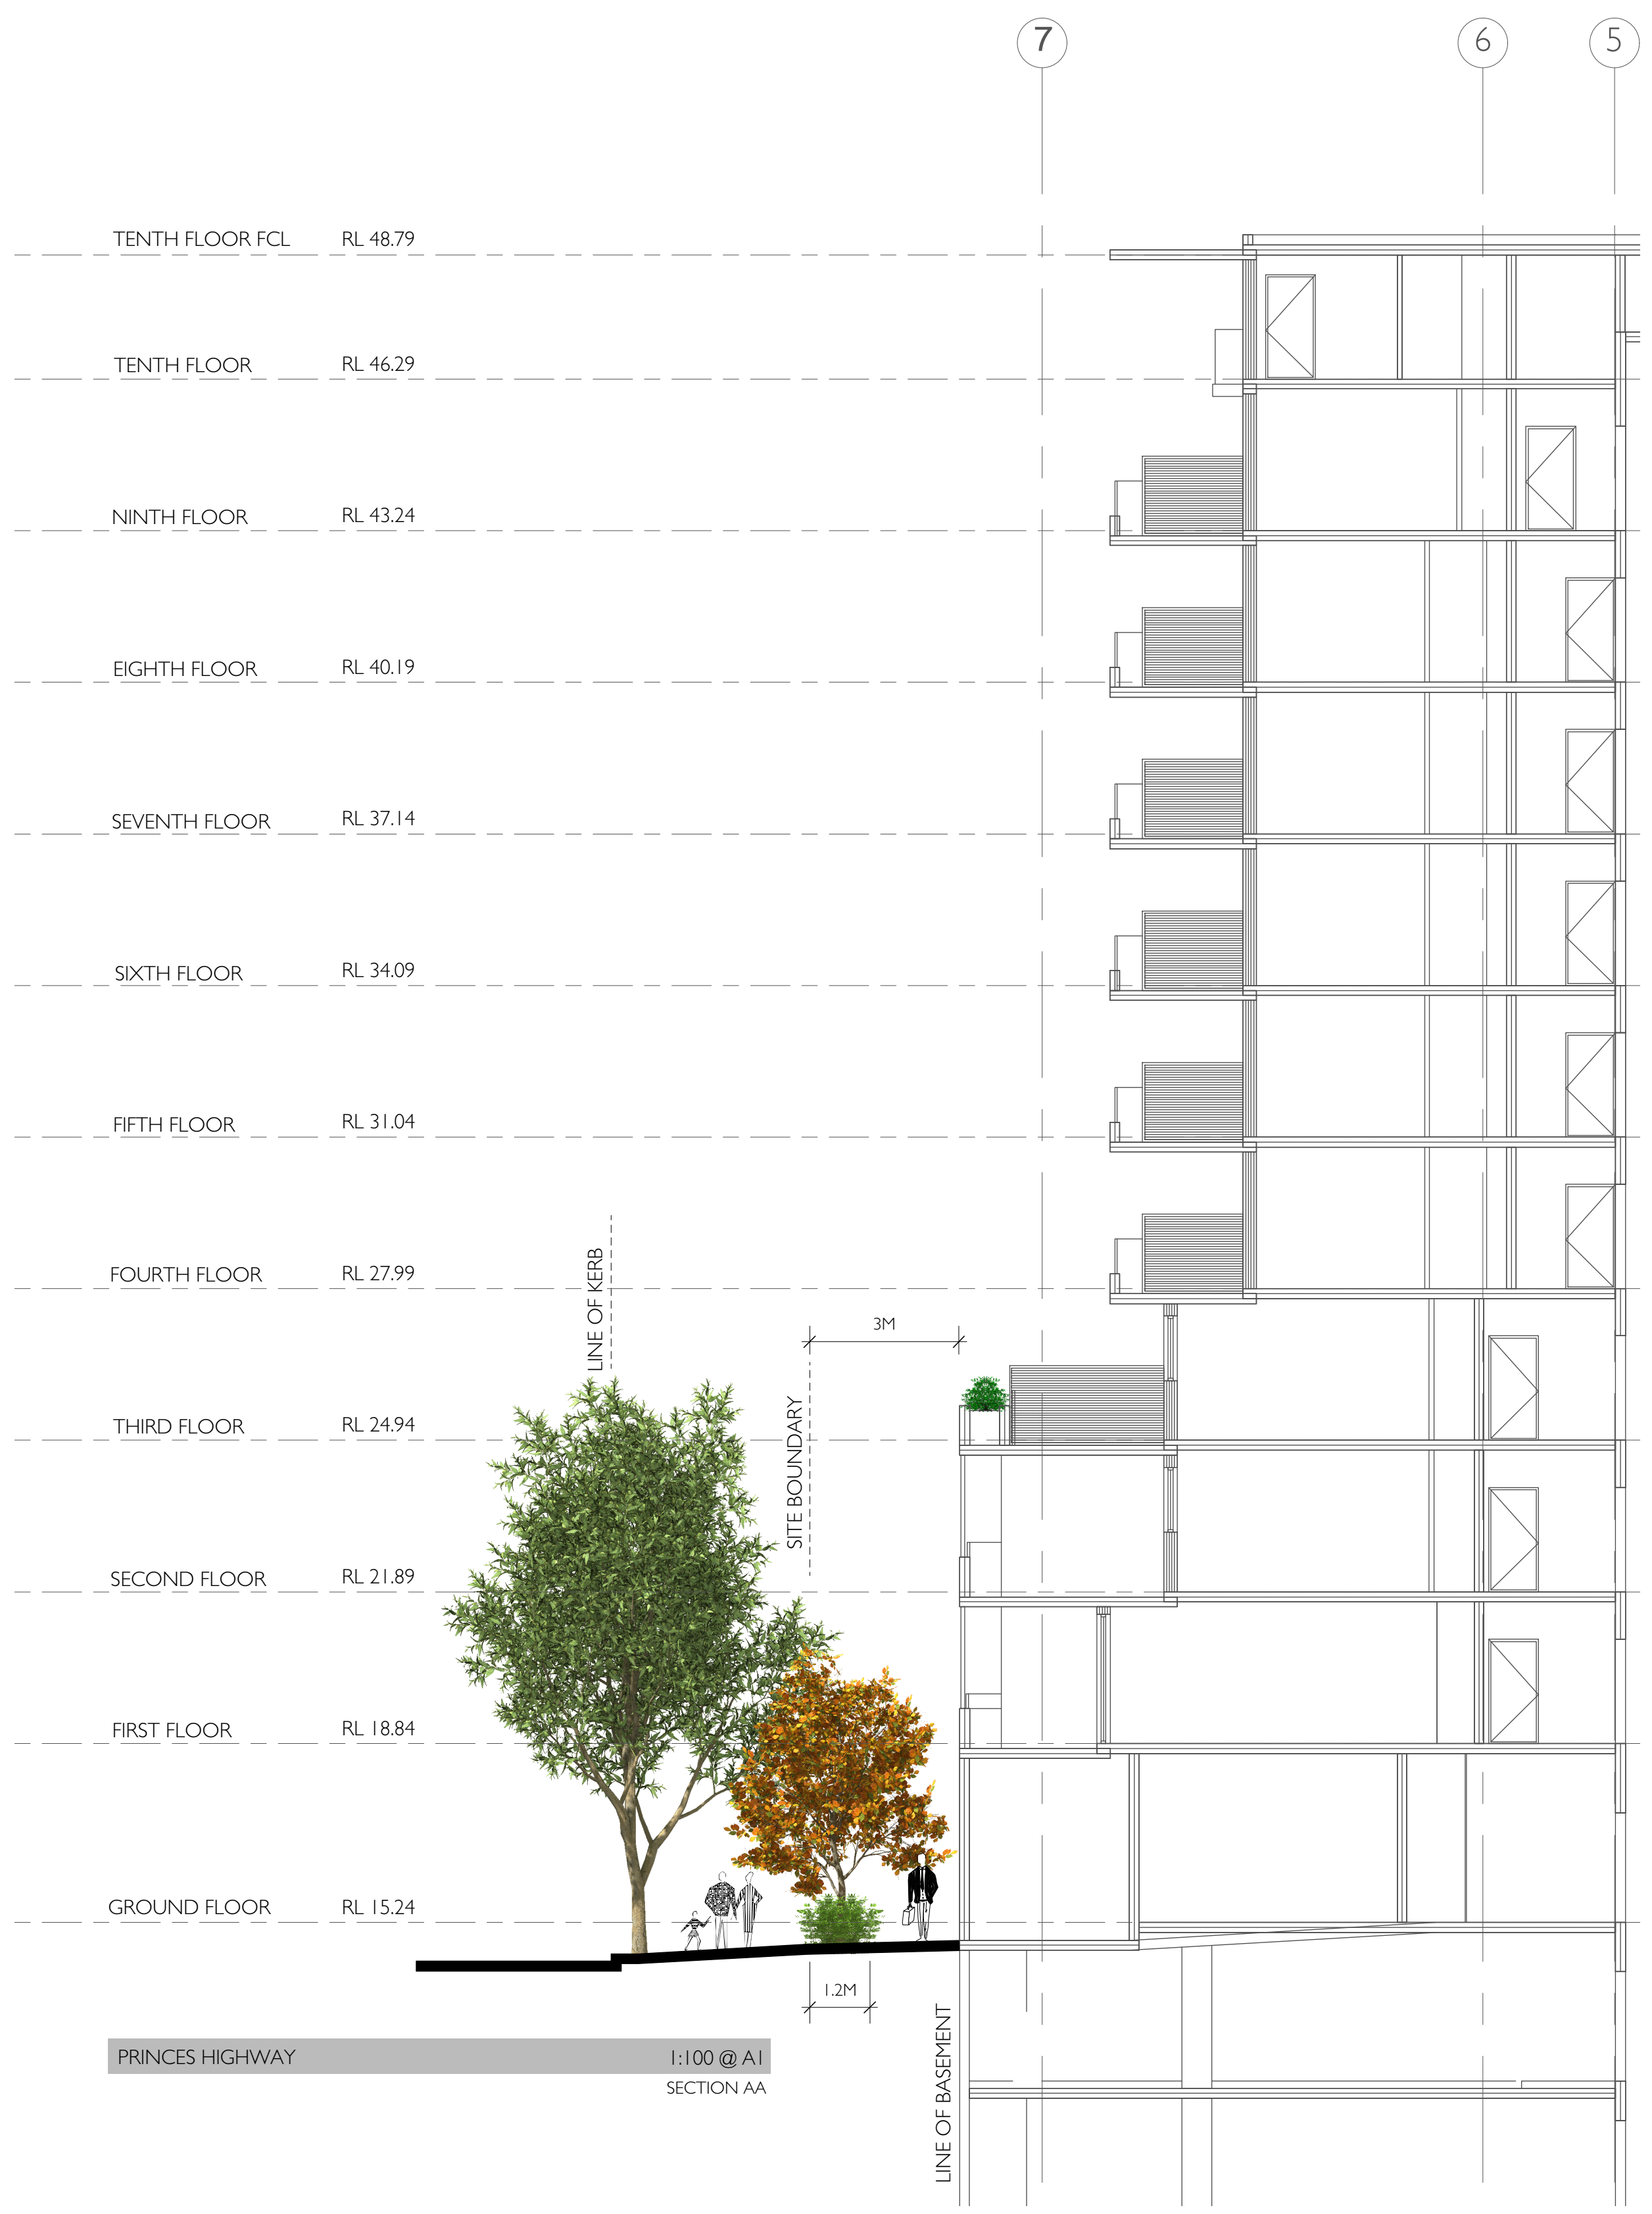 7 6 5
TENTH FLOOR FCL RL 48.79
TENTH FLOOR RL 46.29
NINTH FLOOR RL 43.24
EIGHTH FLOOR RL 40.19
SEVENTH FLOOR RL 37.14
SIXTH FLOOR RL 34.09
FIFTH FLOOR RL 31.04
FOURTH FLOOR RL 27.99
LINE OF KERB
3M
THIRD FLOOR RL 24.94
SITE BOUNDARY
SECOND FLOOR RL 21.89
FIRST FLOOR RL 18.84
GROUND FLOOR RL 15.24
1.2M
LINE OF BASEMENT
PRINCES HIGHWAY 1:100 @ A1
SECTION AA